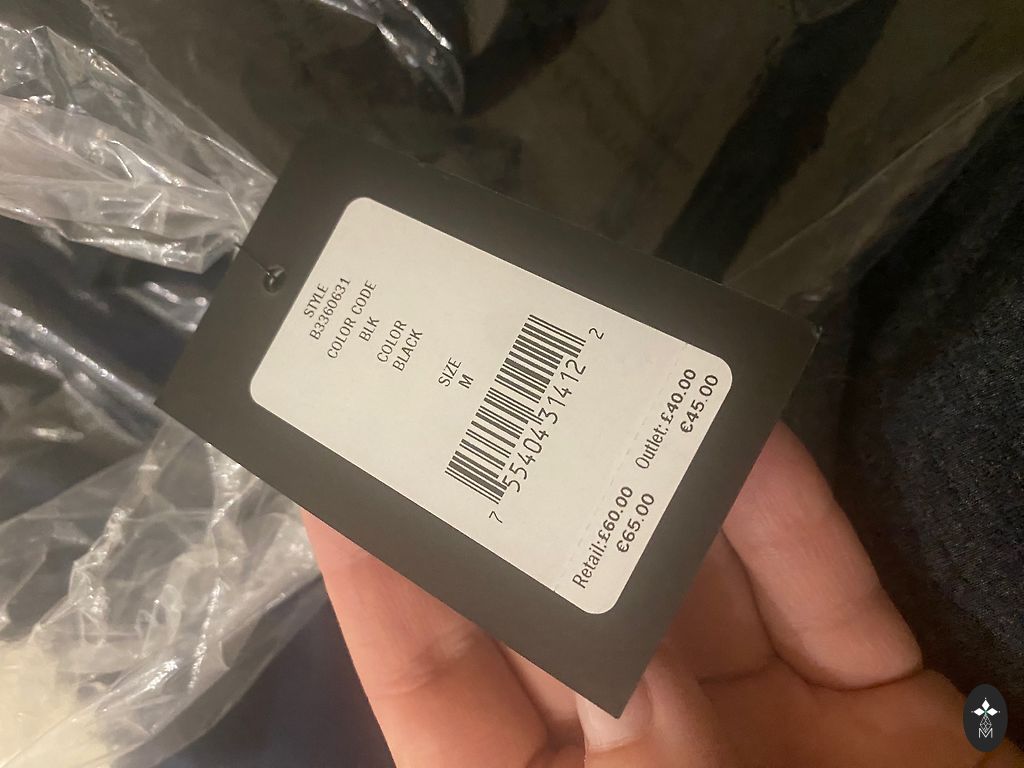 STYLE
B3360631
COLOR CODE
BLK
COLOR
BLACK
SIZE
M
7 55404 31412 2
Retail: £60.00 Outlet: £40.00
€65.00 €45.00
M